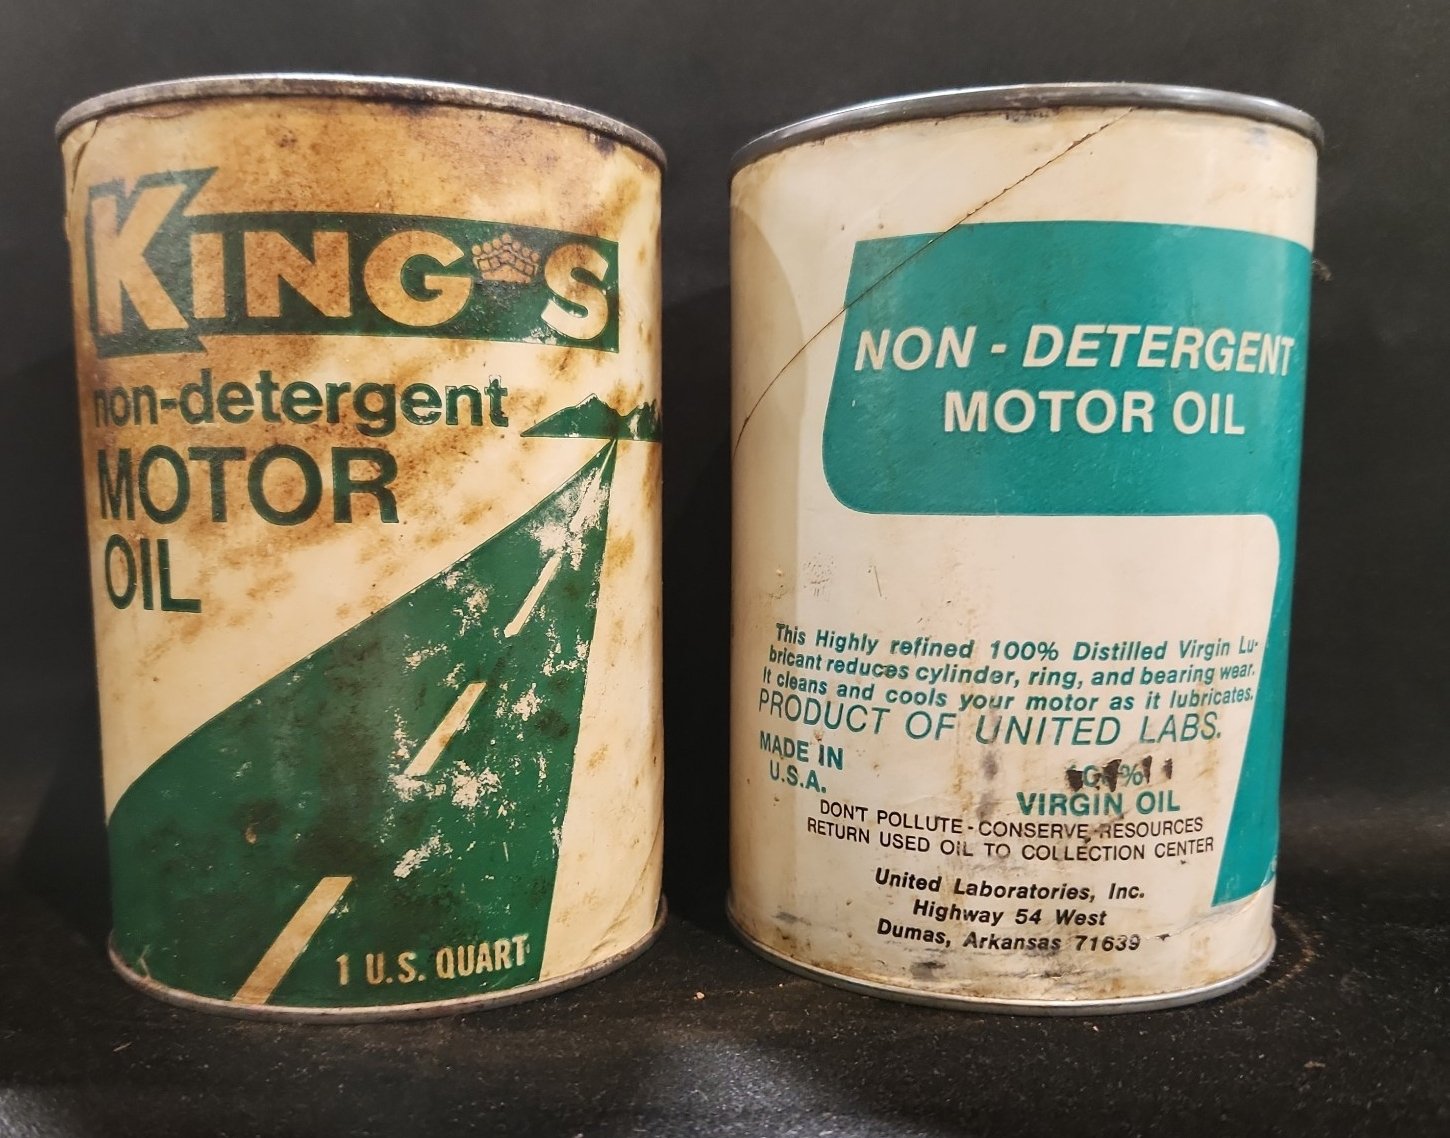 KING'S
non-detergent
MOTOR
OIL
1 U.S. QUART
NON - DETERGENT
MOTOR OIL
This Highly refined 100% Distilled Virgin Lu-
bricant reduces cylinder, ring, and bearing wear.
It cleans and cools your motor as it lubricates.
PRODUCT OF UNITED LABS.
MADE IN
U.S.A.
VIRGIN OIL
DON'T POLLUTE - CONSERVE RESOURCES
RETURN USED OIL TO COLLECTION CENTER
United Laboratories, Inc.
Highway 54 West
Dumas, Arkansas 71639